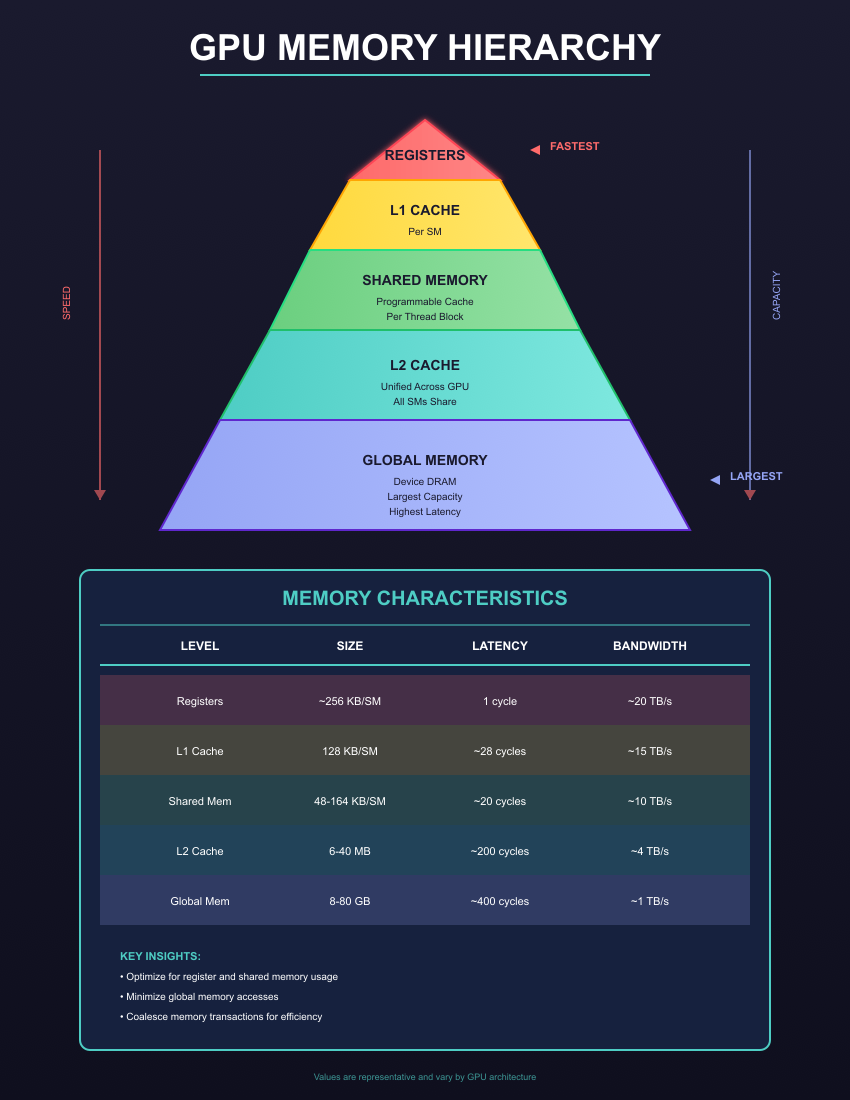 GPU MEMORY HIERARCHY
REGISTERS
FASTEST
L1 CACHE
Per SM
SPEED
CAPACITY
SHARED MEMORY
Programmable Cache
Per Thread Block
L2 CACHE
Unified Across GPU
All SMs Share
GLOBAL MEMORY
Device DRAM
Largest Capacity
Highest Latency
LARGEST
MEMORY CHARACTERISTICS
LEVEL SIZE LATENCY BANDWIDTH
Registers ~256 KB/SM 1 cycle ~20 TB/s
L1 Cache 128 KB/SM ~28 cycles ~15 TB/s
Shared Mem 48-164 KB/SM ~20 cycles ~10 TB/s
L2 Cache 6-40 MB ~200 cycles ~4 TB/s
Global Mem 8-80 GB ~400 cycles ~1 TB/s
KEY INSIGHTS:
• Optimize for register and shared memory usage
• Minimize global memory accesses
• Coalesce memory transactions for efficiency
Values are representative and vary by GPU architecture